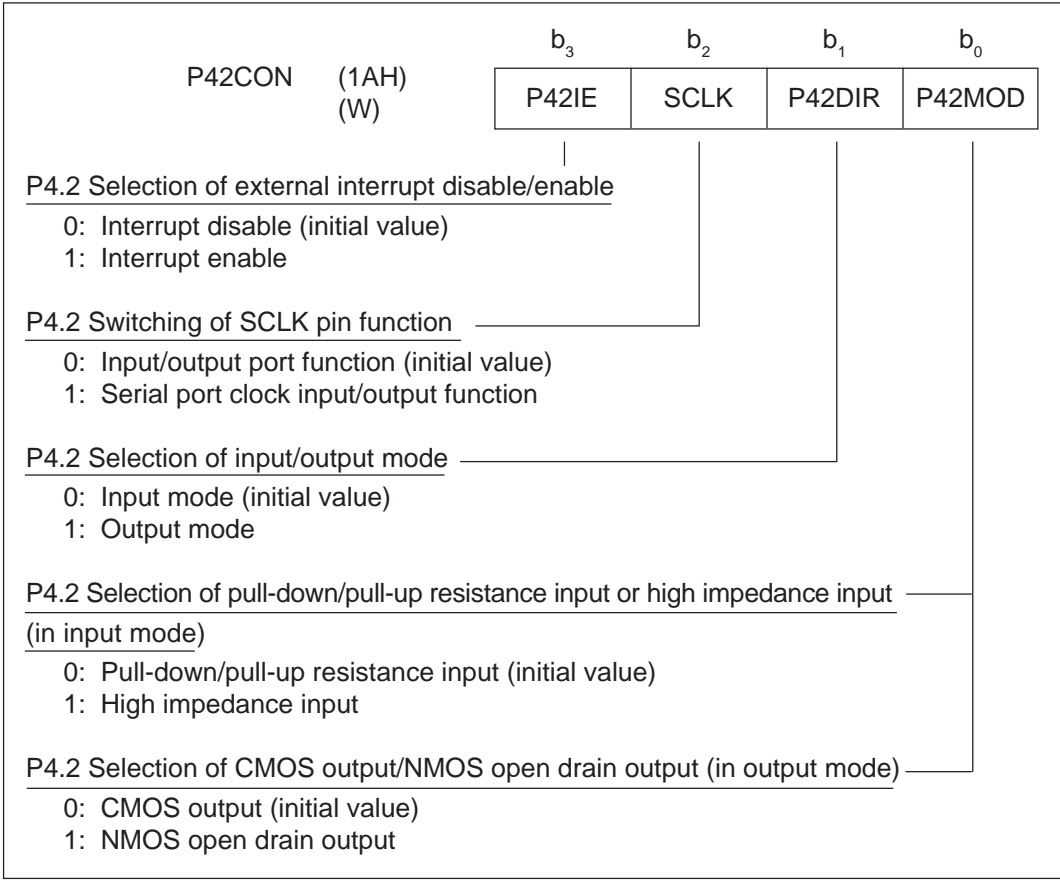 b3 b2 b1 b0
P42CON (1AH) P42IE SCLK P42DIR P42MOD
(W)
P4.2 Selection of external interrupt disable/enable
0: Interrupt disable (initial value)
1: Interrupt enable
P4.2 Switching of SCLK pin function
0: Input/output port function (initial value)
1: Serial port clock input/output function
P4.2 Selection of input/output mode
0: Input mode (initial value)
1: Output mode
P4.2 Selection of pull-down/pull-up resistance input or high impedance input
(in input mode)
0: Pull-down/pull-up resistance input (initial value)
1: High impedance input
P4.2 Selection of CMOS output/NMOS open drain output (in output mode)
0: CMOS output (initial value)
1: NMOS open drain output